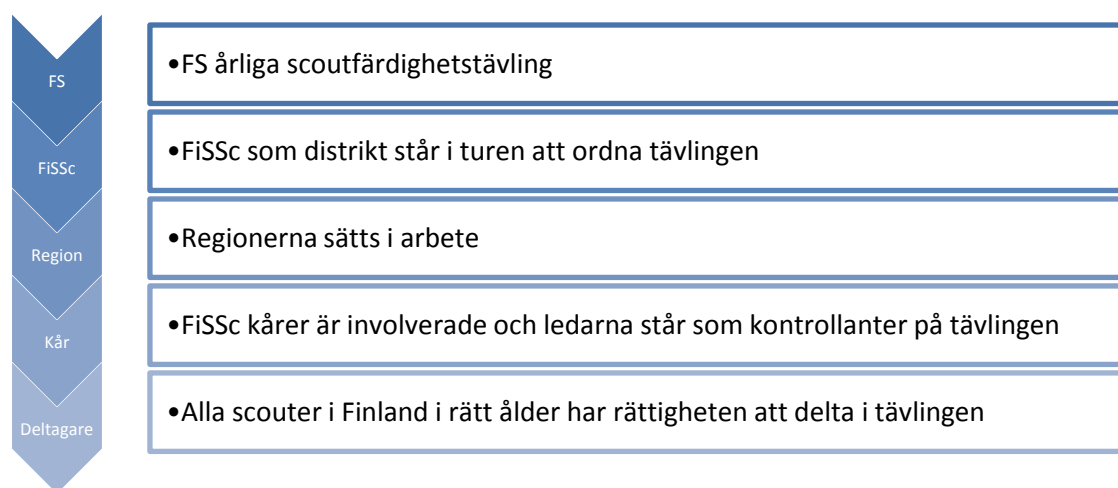 FS
•FS årliga scoutfärdighetstävling
FiSSc
•FiSSc som distrikt står i turen att ordna tävlingen
Region
•Regionerna sätts i arbete
Kår
•FiSSc kårer är involverade och ledarna står som kontrollanter på tävlingen
Deltagare
•Alla scouter i Finland i rätt ålder har rättigheten att delta i tävlingen